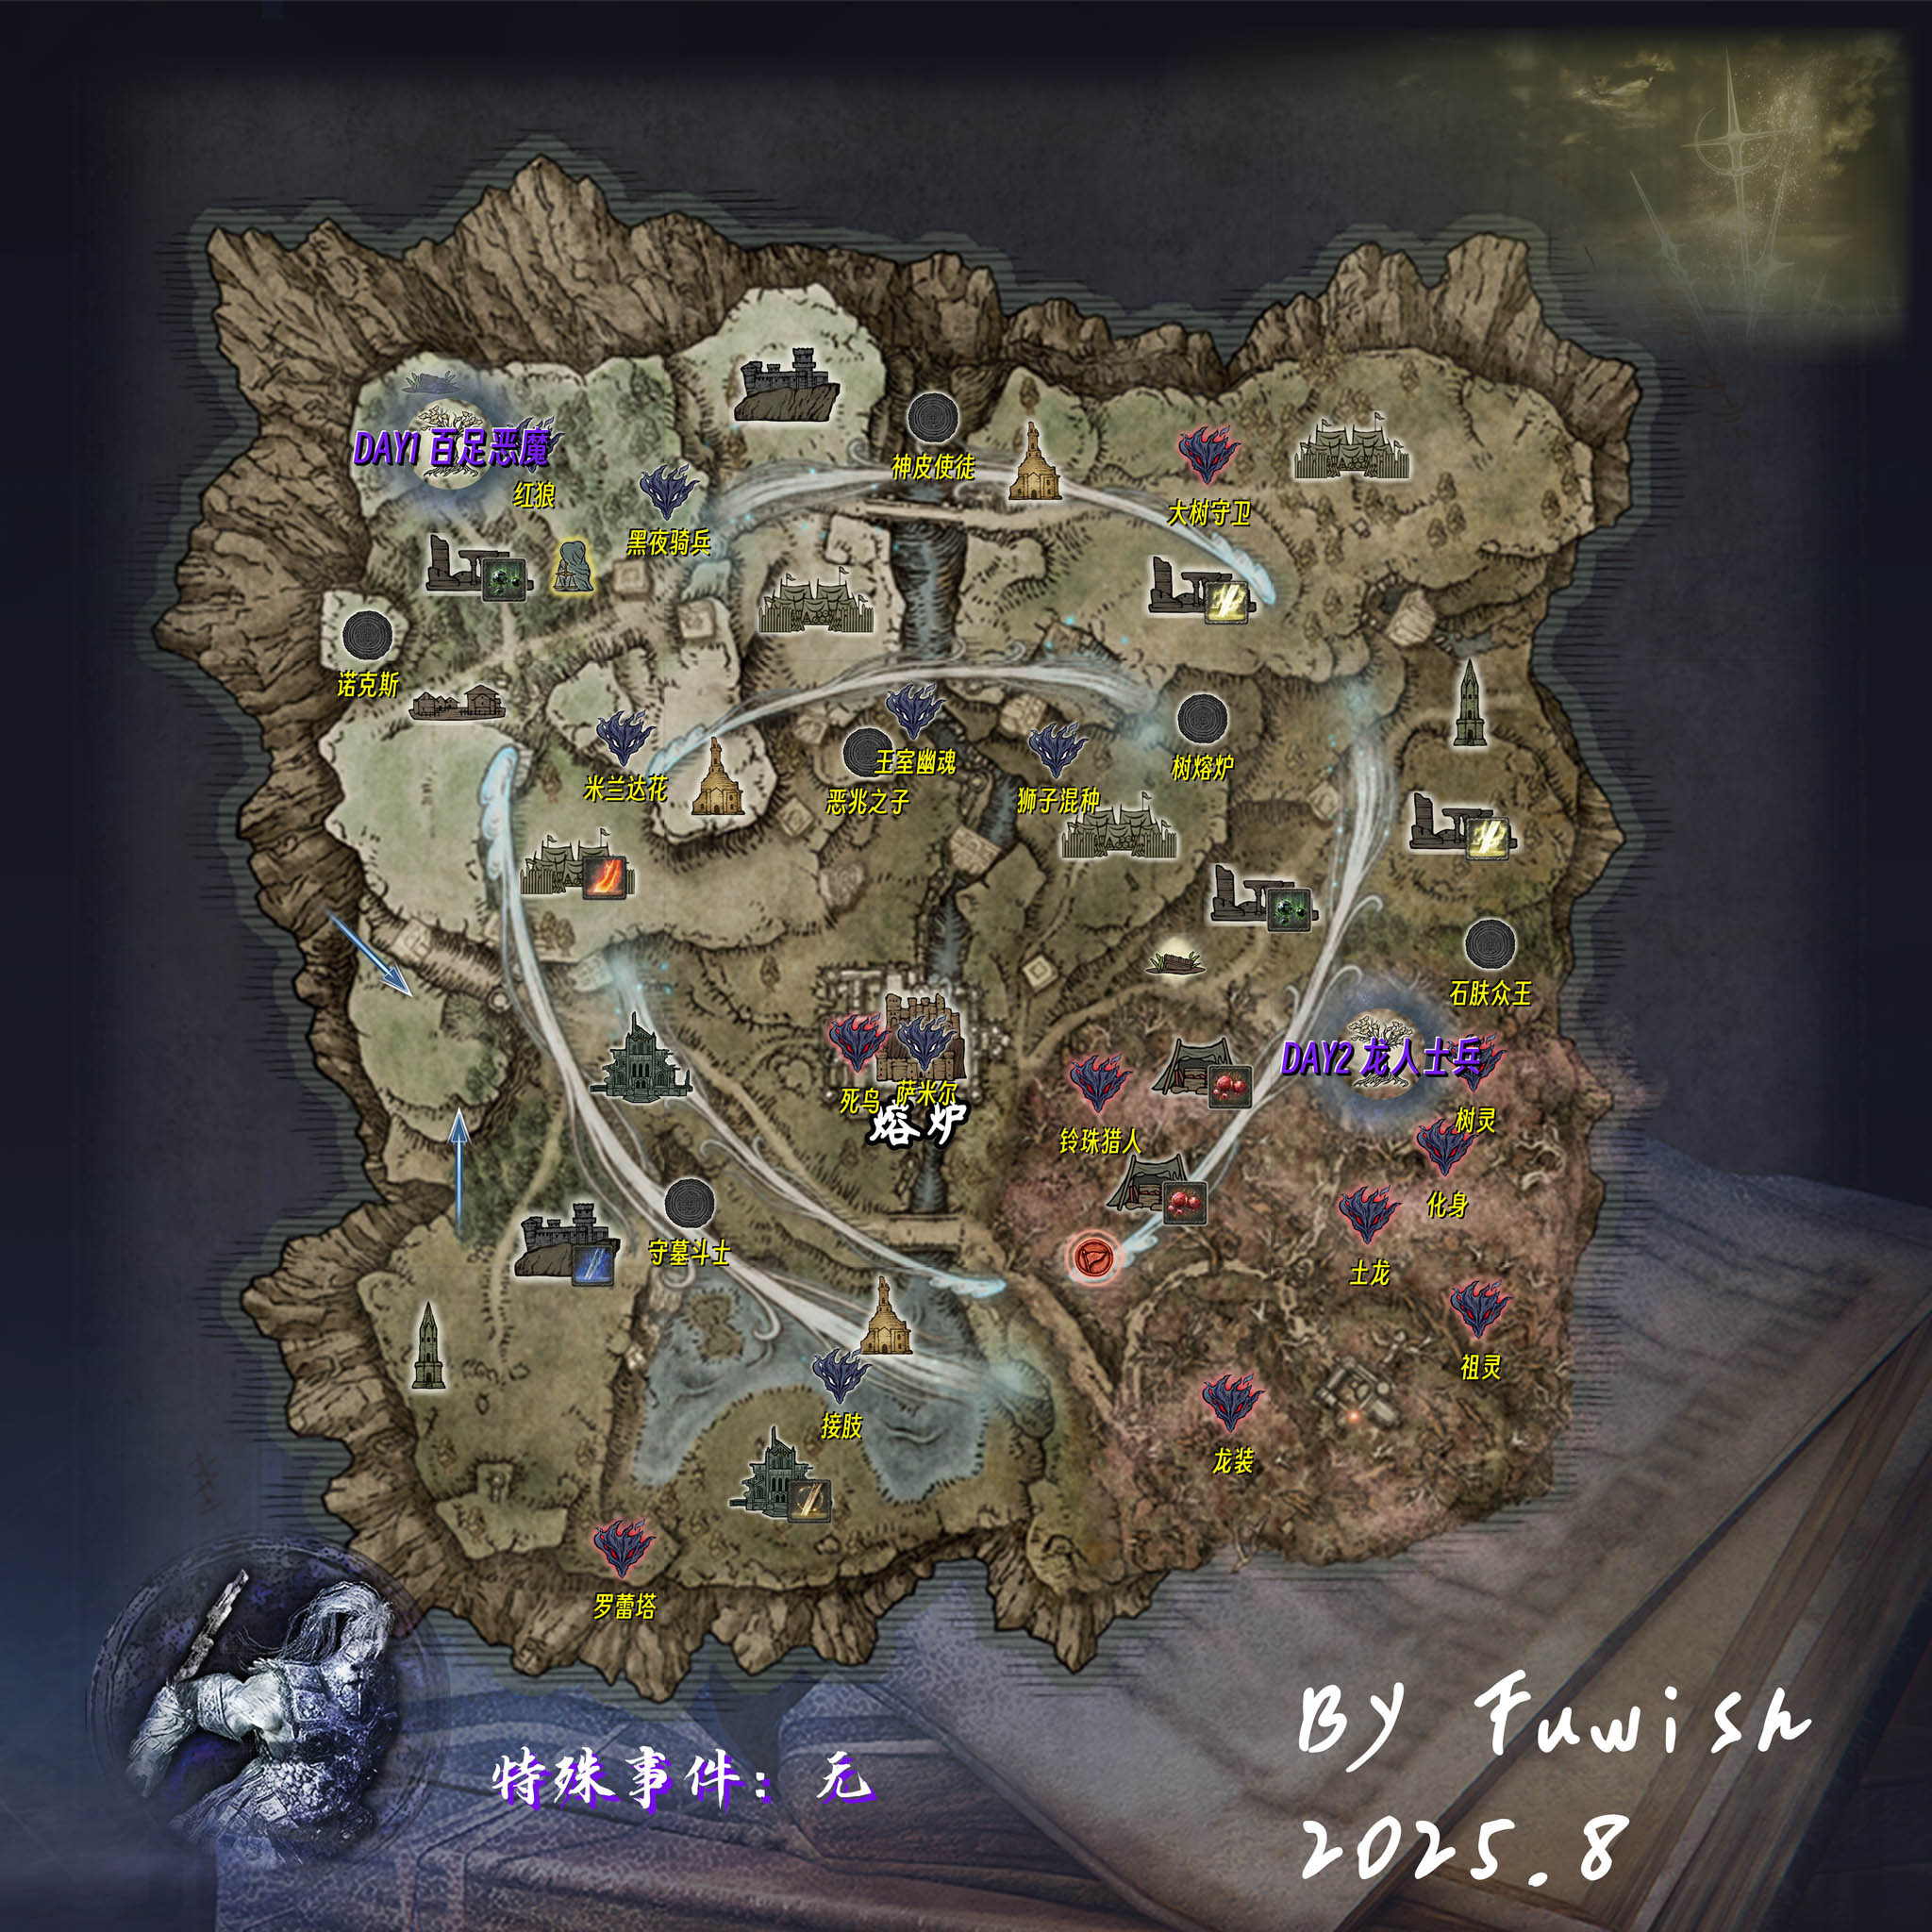 DAY1 百足恶魔
红狼
黑夜骑兵
神皮使徒
大树守卫
诺克斯
米兰达花
王室幽魂
恶兆之子
狮子混种
树熔炉
石肤众王
DAY2 龙人士兵
树灵
死鸟
萨米尔
熔炉
铃珠猎人
化身
守墓斗士
土龙
祖灵
接肢
龙装
罗蕾塔
特殊事件：无
BY Fuwish
2025.8